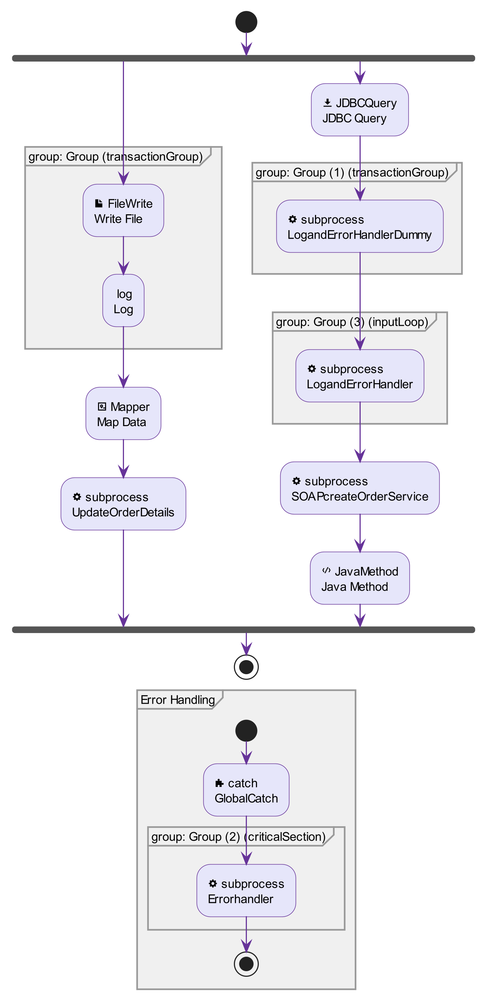 JDBCQuery
JDBC Query
group: Group (transactionGroup)
group: Group (1) (transactionGroup)
FileWrite
Write File
subprocess
LogandErrorHandlerDummy
log
Log
group: Group (3) (inputLoop)
subprocess
LogandErrorHandler
Mapper
Map Data
subprocess
SOAPcreateOrderService
subprocess
UpdateOrderDetails
JavaMethod
Java Method
Error Handling
catch
GlobalCatch
group: Group (2) (criticalSection)
subprocess
Errorhandler